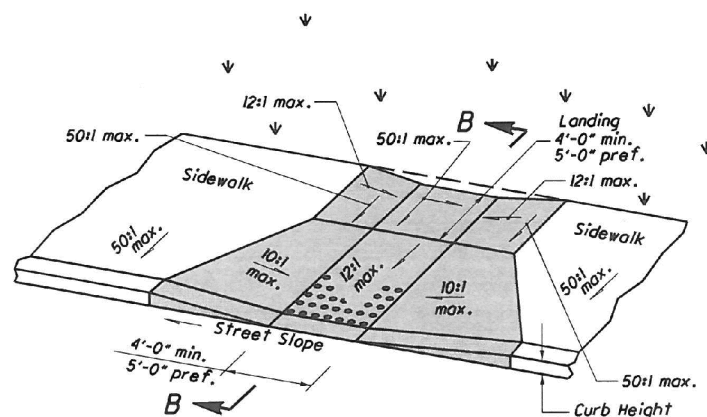 12:1 max.
50:1 max.
50:1 max.
B
Landing
4'-0" min.
5'-0" pref.
12:1 max.
Sidewalk
Sidewalk
50:1
max.
10:1
max.
12:1
max.
10:1
max.
50:1
max.
Street Slope
4'-0" min.
5'-0" pref.
50:1 max.
B
Curb Height